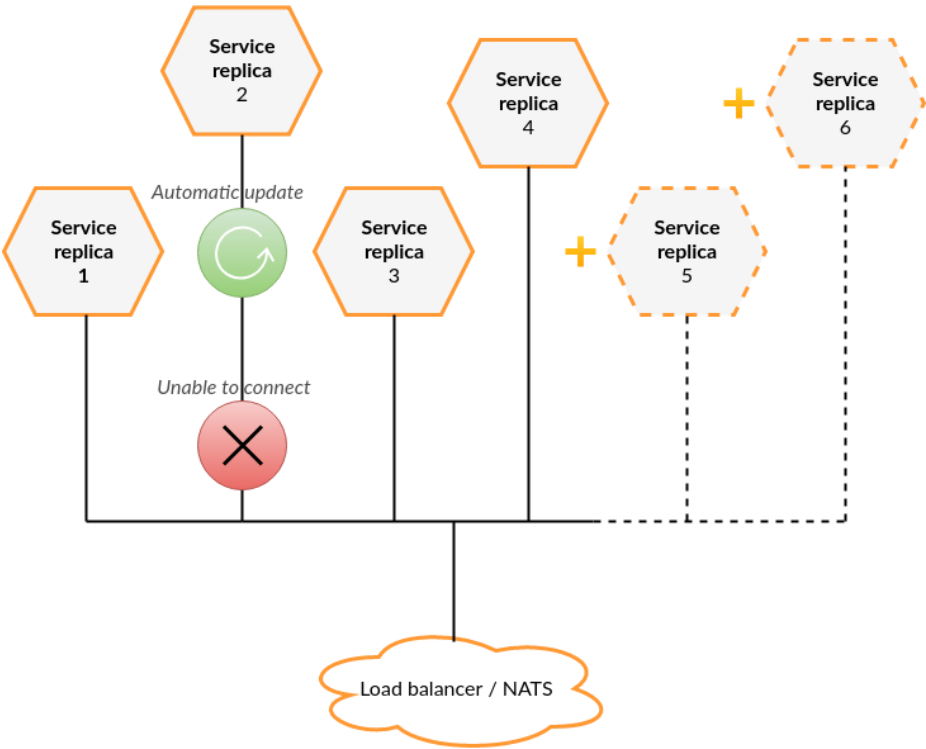 Service
replica
2
Service
replica
4
Service
replica
6
Automatic update
Service
replica
1
Service
replica
3
Service
replica
5
Unable to connect
Load balancer / NATS